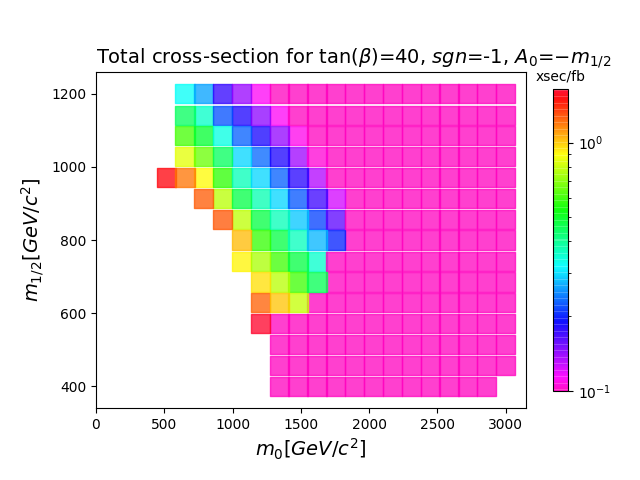 Total cross-section for tan(β)=40, sgn=-1, A₀=−m₁/₂
xsec/fb
10⁰
10⁻¹
1200
1000
800
600
400
m₁/₂[GeV/c²]
0 500 1000 1500 2000 2500 3000
m₀[GeV/c²]